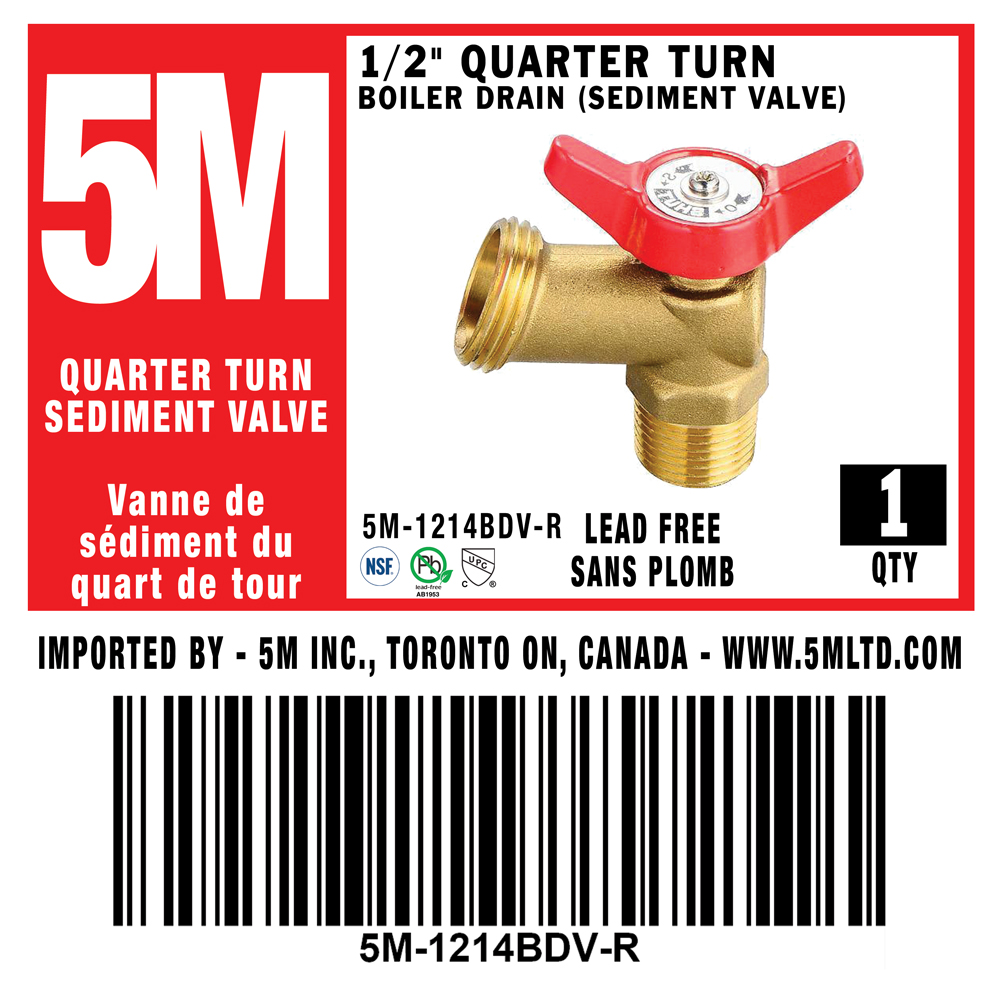 5M
QUARTER TURN
SEDIMENT VALVE
Vanne de
sédiment du
quart de tour
1/2" QUARTER TURN
BOILER DRAIN (SEDIMENT VALVE)
5M-1214BDV-R
LEAD FREE
SANS PLOMB
NSF.
Pb
lead-free
AB1953
UPC
C ®
1
QTY
IMPORTED BY - 5M INC., TORONTO ON, CANADA - WWW.5MLTD.COM
5M-1214BDV-R